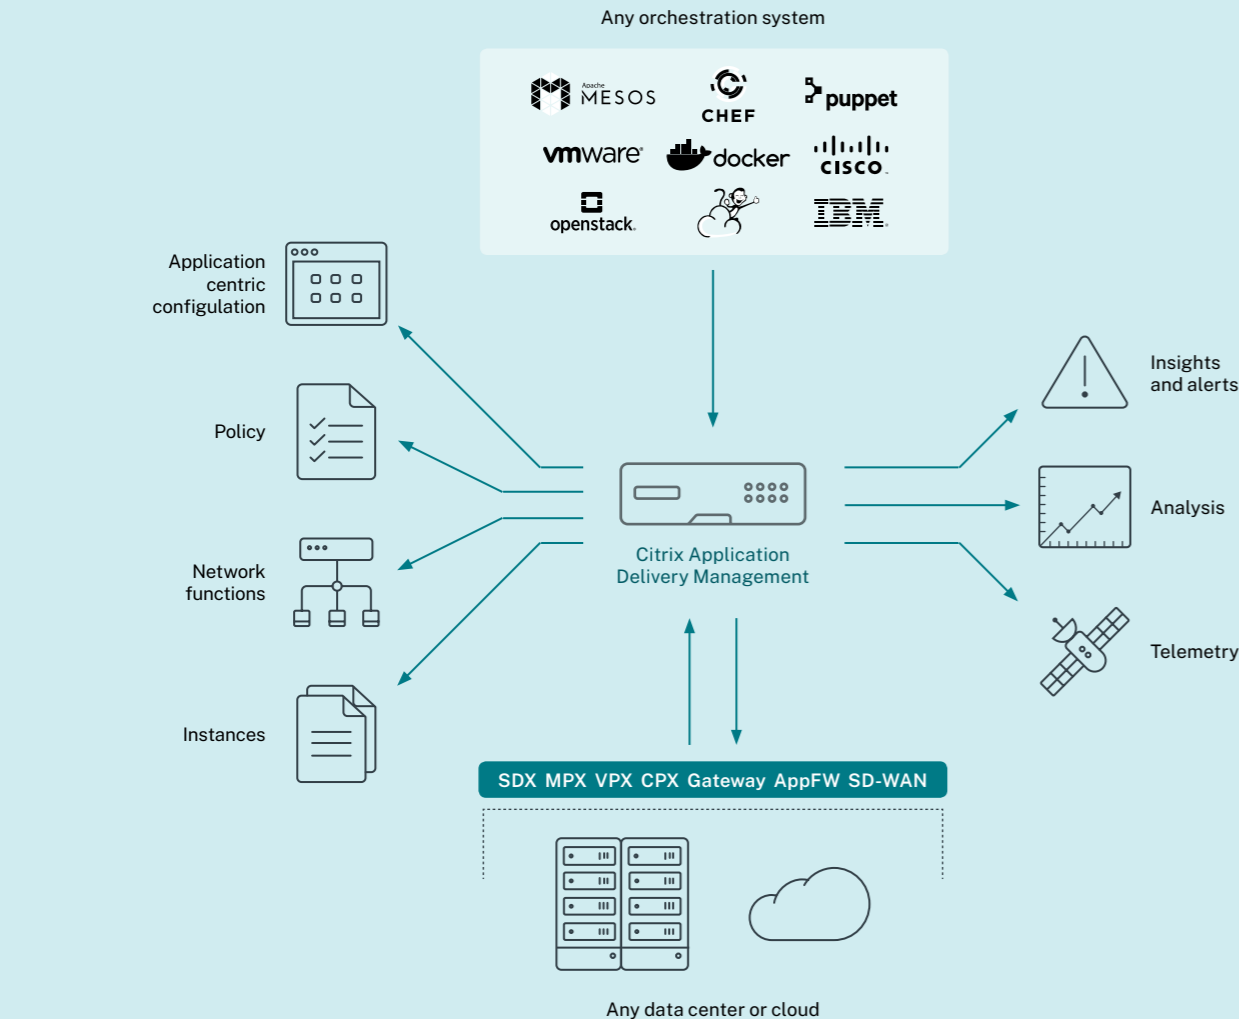 Any orchestration system
Apache
MESOS
CHEF
puppet
vmware®
docker
CISCO
openstack.
IBM
Application
centric
configulation
Policy
Network
functions
Instances
Citrix Application
Delivery Management
Insights
and alerts
Analysis
Telemetry
SDX MPX VPX CPX Gateway AppFW SD-WAN
Any data center or cloud